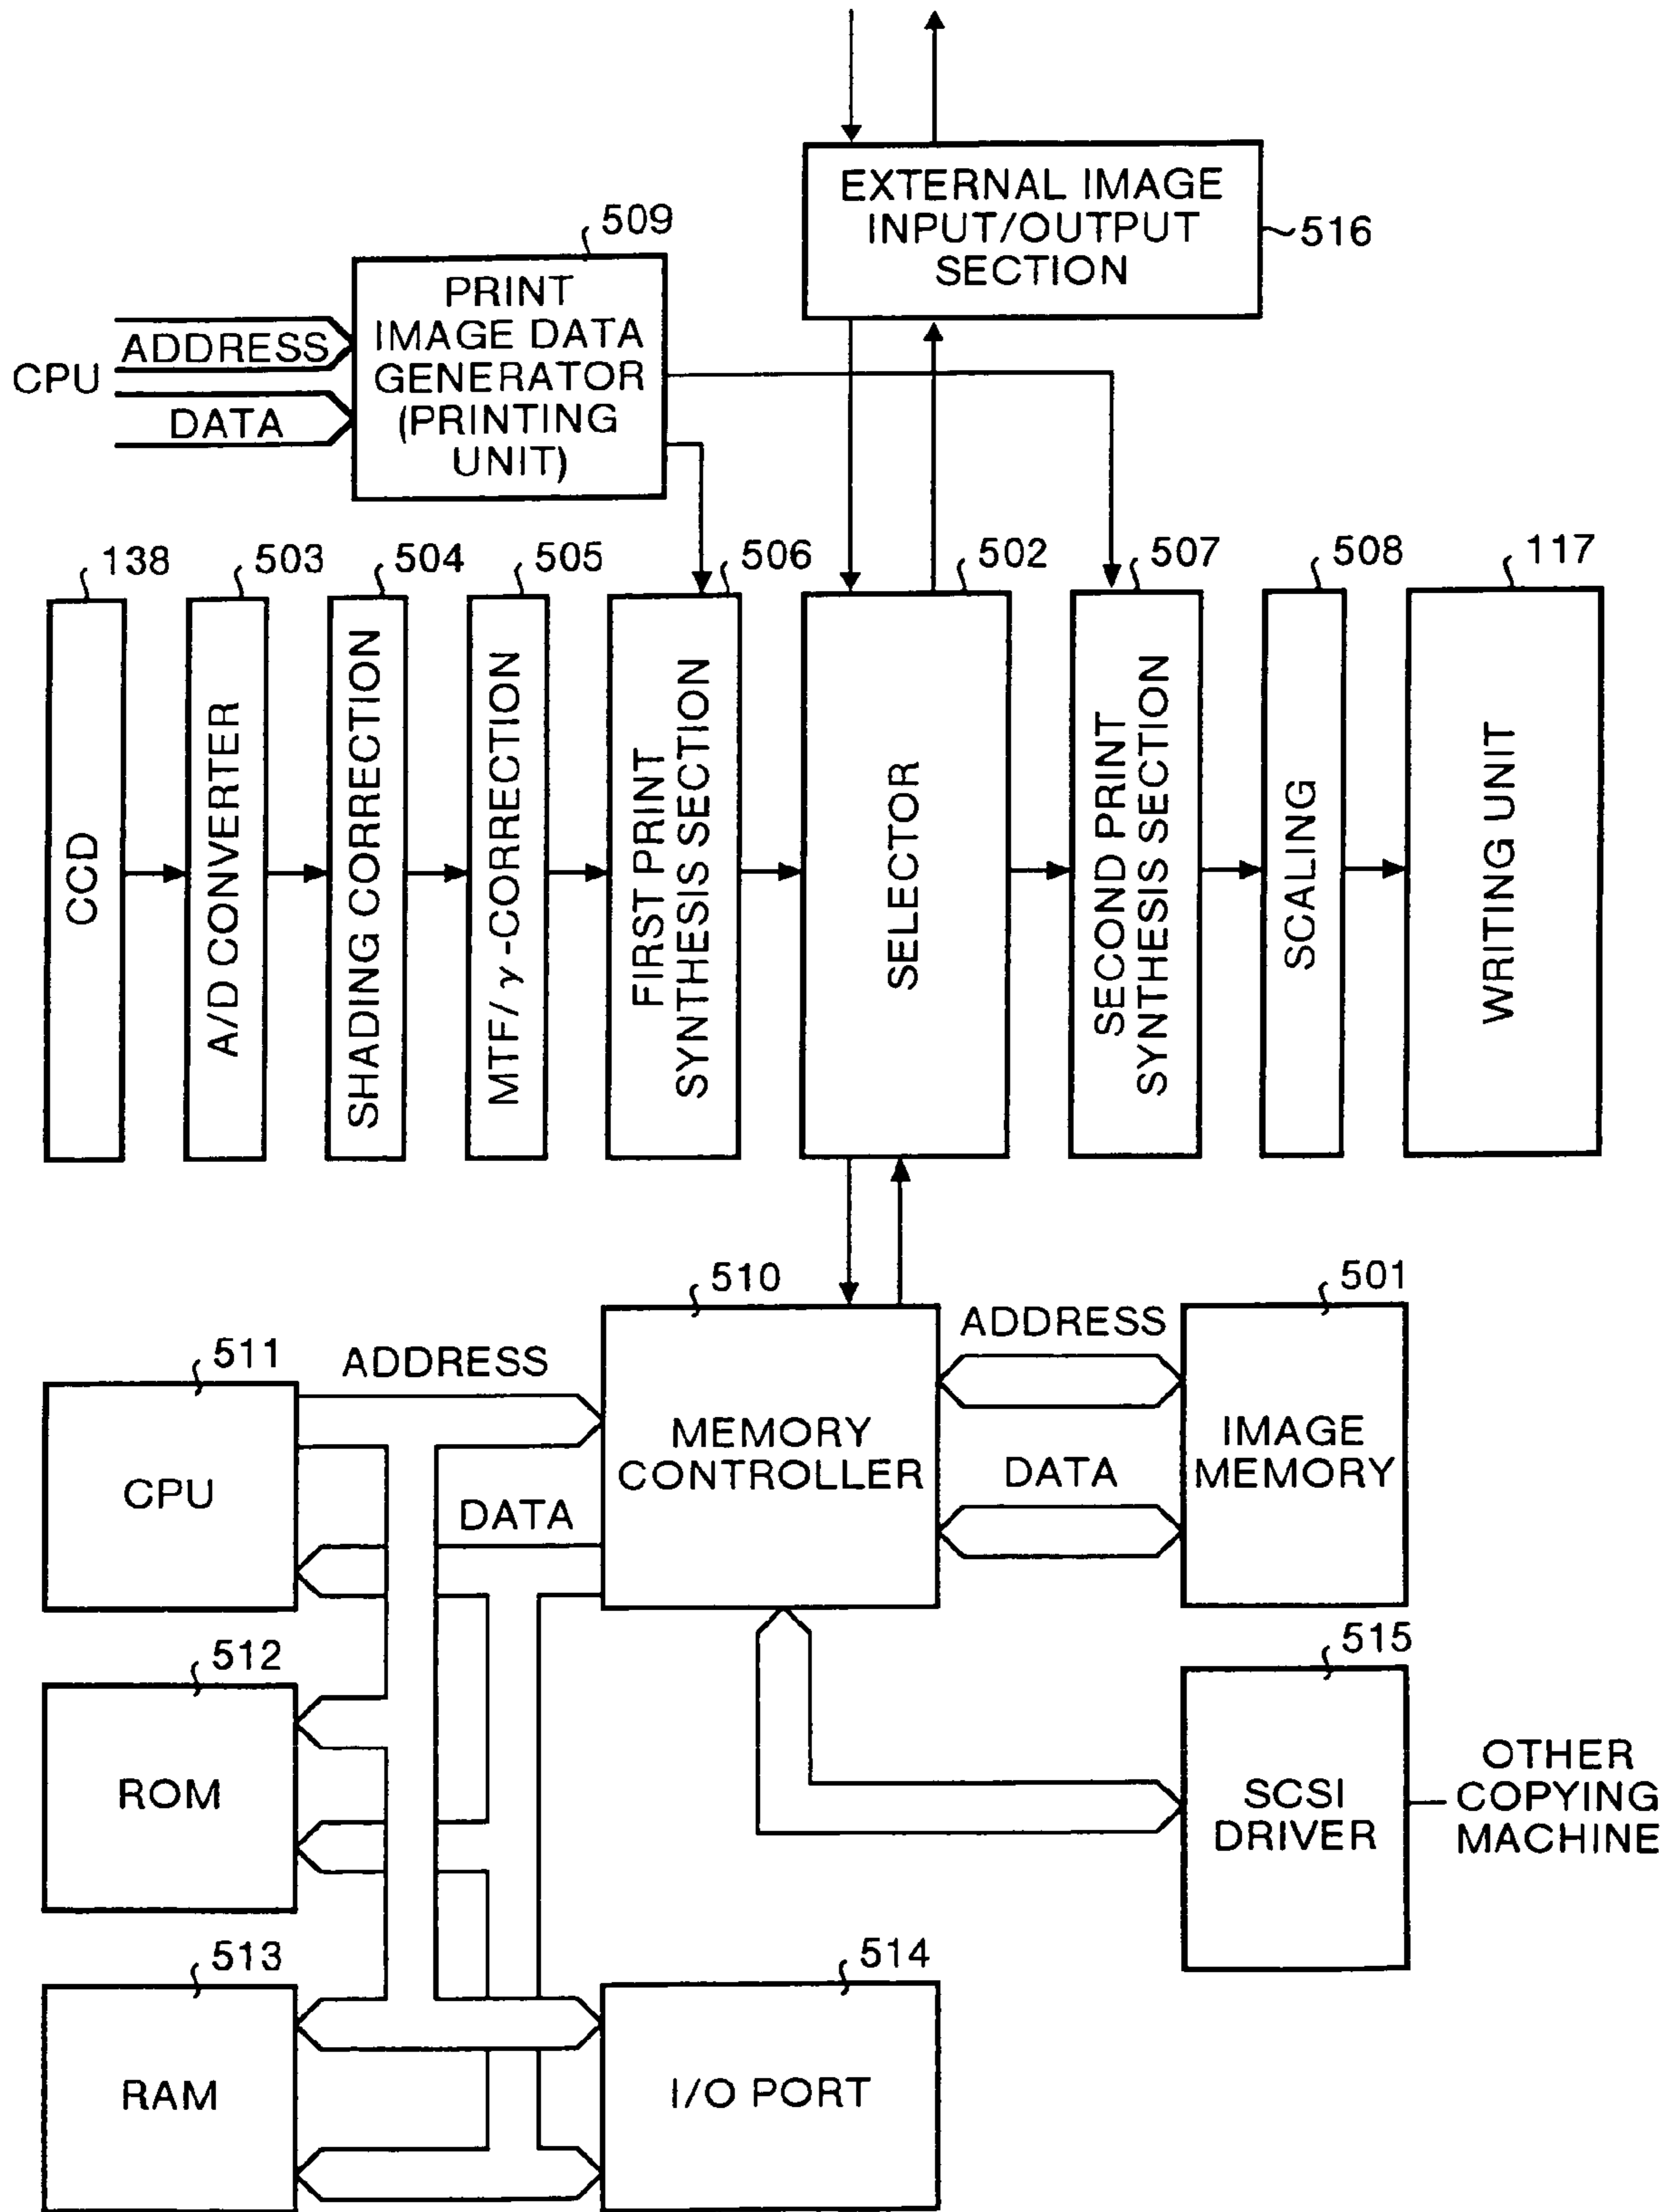 EXTERNAL IMAGE
INPUT/OUTPUT
SECTION
516
509
PRINT
IMAGE DATA
GENERATOR
(PRINTING
UNIT)
CPU
ADDRESS
DATA
138
503
504
505
506
502
507
508
117
CCD
A/D CONVERTER
SHADING CORRECTION
MTF/γ-CORRECTION
FIRST PRINT
SYNTHESIS SECTION
SELECTOR
SECOND PRINT
SYNTHESIS SECTION
SCALING
WRITING UNIT
510
501
511
ADDRESS
ADDRESS
CPU
MEMORY
CONTROLLER
IMAGE
MEMORY
DATA
DATA
512
515
ROM
SCSI
DRIVER
OTHER
COPYING
MACHINE
513
514
RAM
I/O PORT